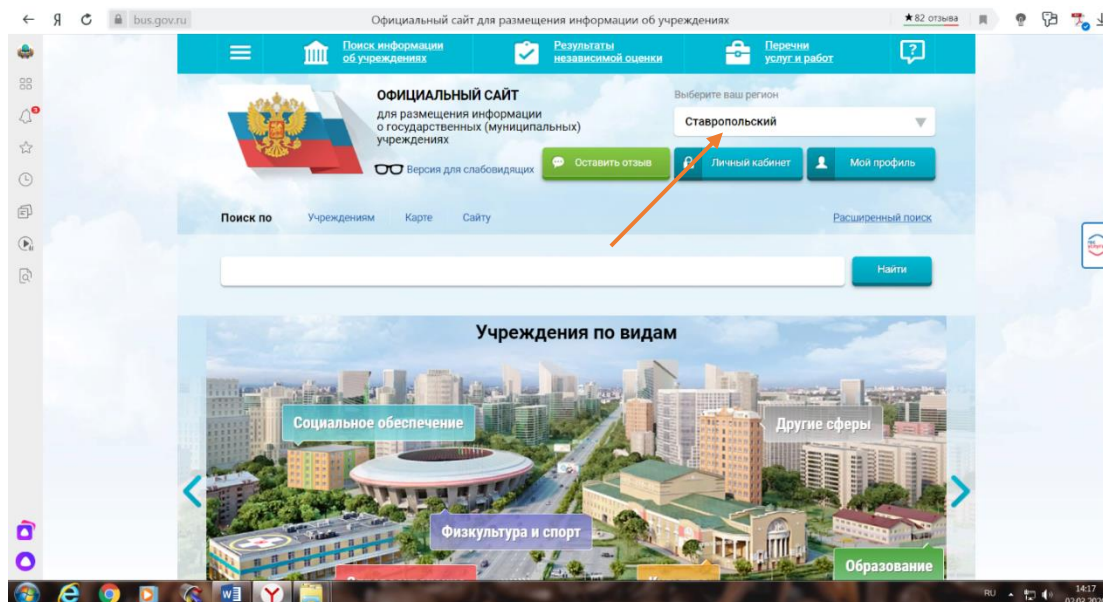 Я
bus.gov.ru
Официальный сайт для размещения информации об учреждениях
★ 82 отзыва
Поиск информации
об учреждениях
Результаты
независимой оценки
Перечни
услуг и работ
ОФИЦИАЛЬНЫЙ САЙТ
для размещения информации
о государственных (муниципальных)
учреждениях
Версия для слабовидящих
Выберите ваш регион
Ставропольский
Оставить отзыв
Личный кабинет
Мой профиль
Поиск по
Учреждениям
Карте
Сайту
Расширенный поиск
Найти
Учреждения по видам
Социальное обеспечение
Другие сферы
Физкультура и спорт
Образование
RU
14:17